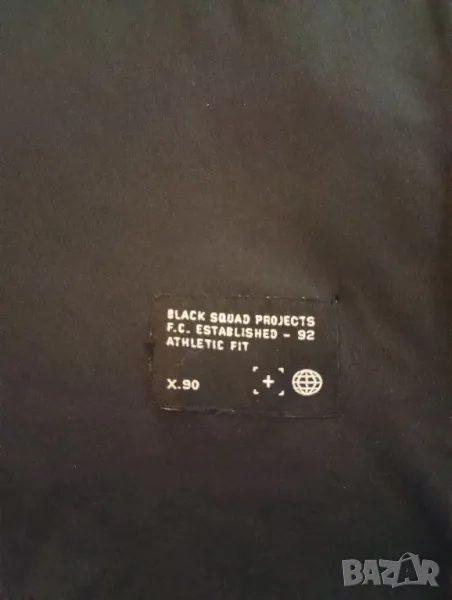 BLACK SQUAD PROJECTS
F.C. ESTABLISHED - 92
ATHLETIC FIT
X.90
BAZAR